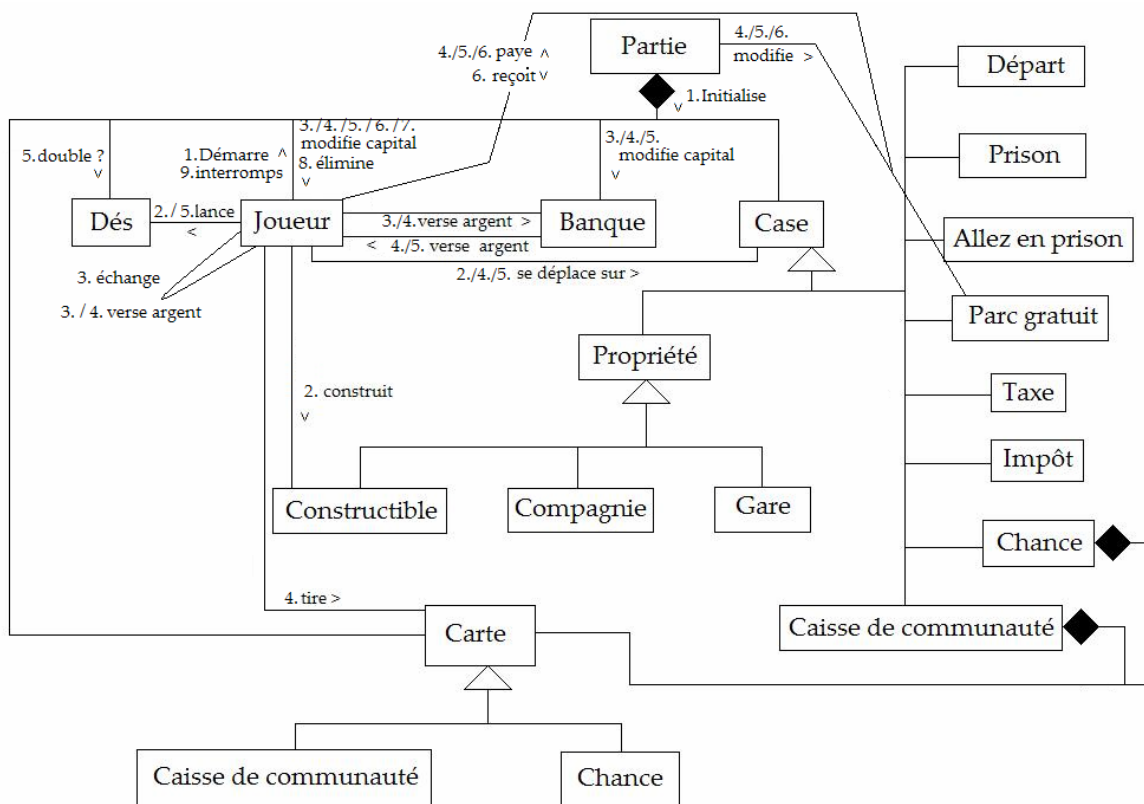 4./5./6. paye ˄
6. reçoit ˅
Partie
4./5./6.
modifie >
Départ
˅ 1.Initialise
5.double ?
˅
1.Démarre ˄
9.interromps
3./4./5./6./7.
modifie capital
8. élimine
˅
3./4./5.
modifie capital
˅
Prison
Dés
2./5.lance
<
Joueur
3./4.verse argent >
< 4./5. verse argent
Banque
Case
Allez en prison
3. échange
3. / 4. verse argent
2./4./5. se déplace sur >
Parc gratuit
Propriété
2. construit
˅
Taxe
Impôt
Constructible
Compagnie
Gare
Chance
4. tire >
Carte
Caisse de communauté
Caisse de communauté
Chance